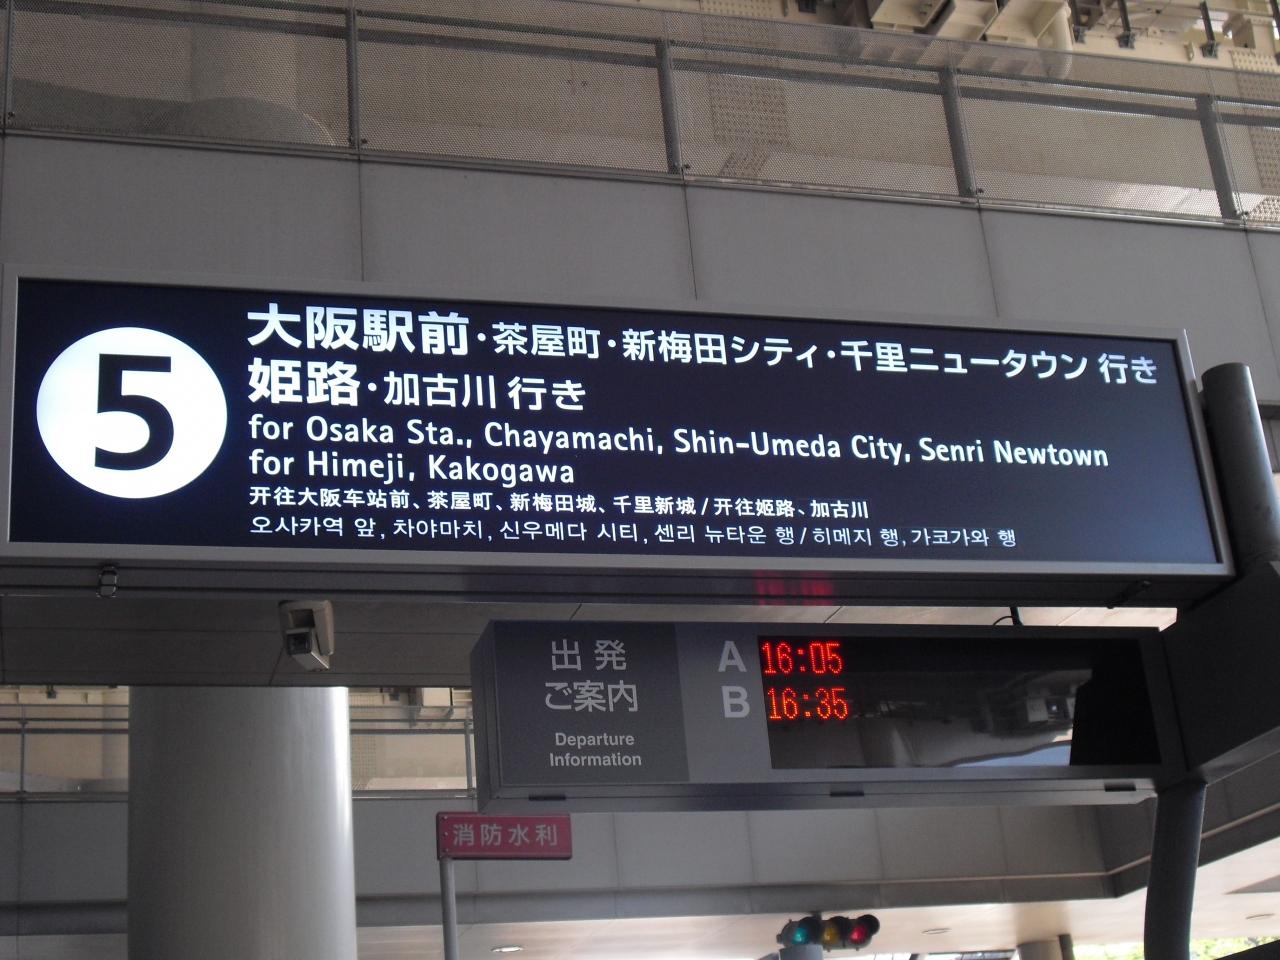 5
大阪駅前・茶屋町・新梅田シティ・千里ニュータウン 行き
姫路・加古川 行き
for Osaka Sta., Chayamachi, Shin-Umeda City, Senri Newtown
for Himeji, Kakogawa
开往大阪车站前、茶屋町、新梅田城、千里新城/开往姫路、加古川
오사카역 앞, 차야마치, 신우메다 시티, 센리 뉴타운 행/히메지 행, 가코가와 행
出発 A 16:05
ご案内 B 16:35
Departure
Information
消防水利